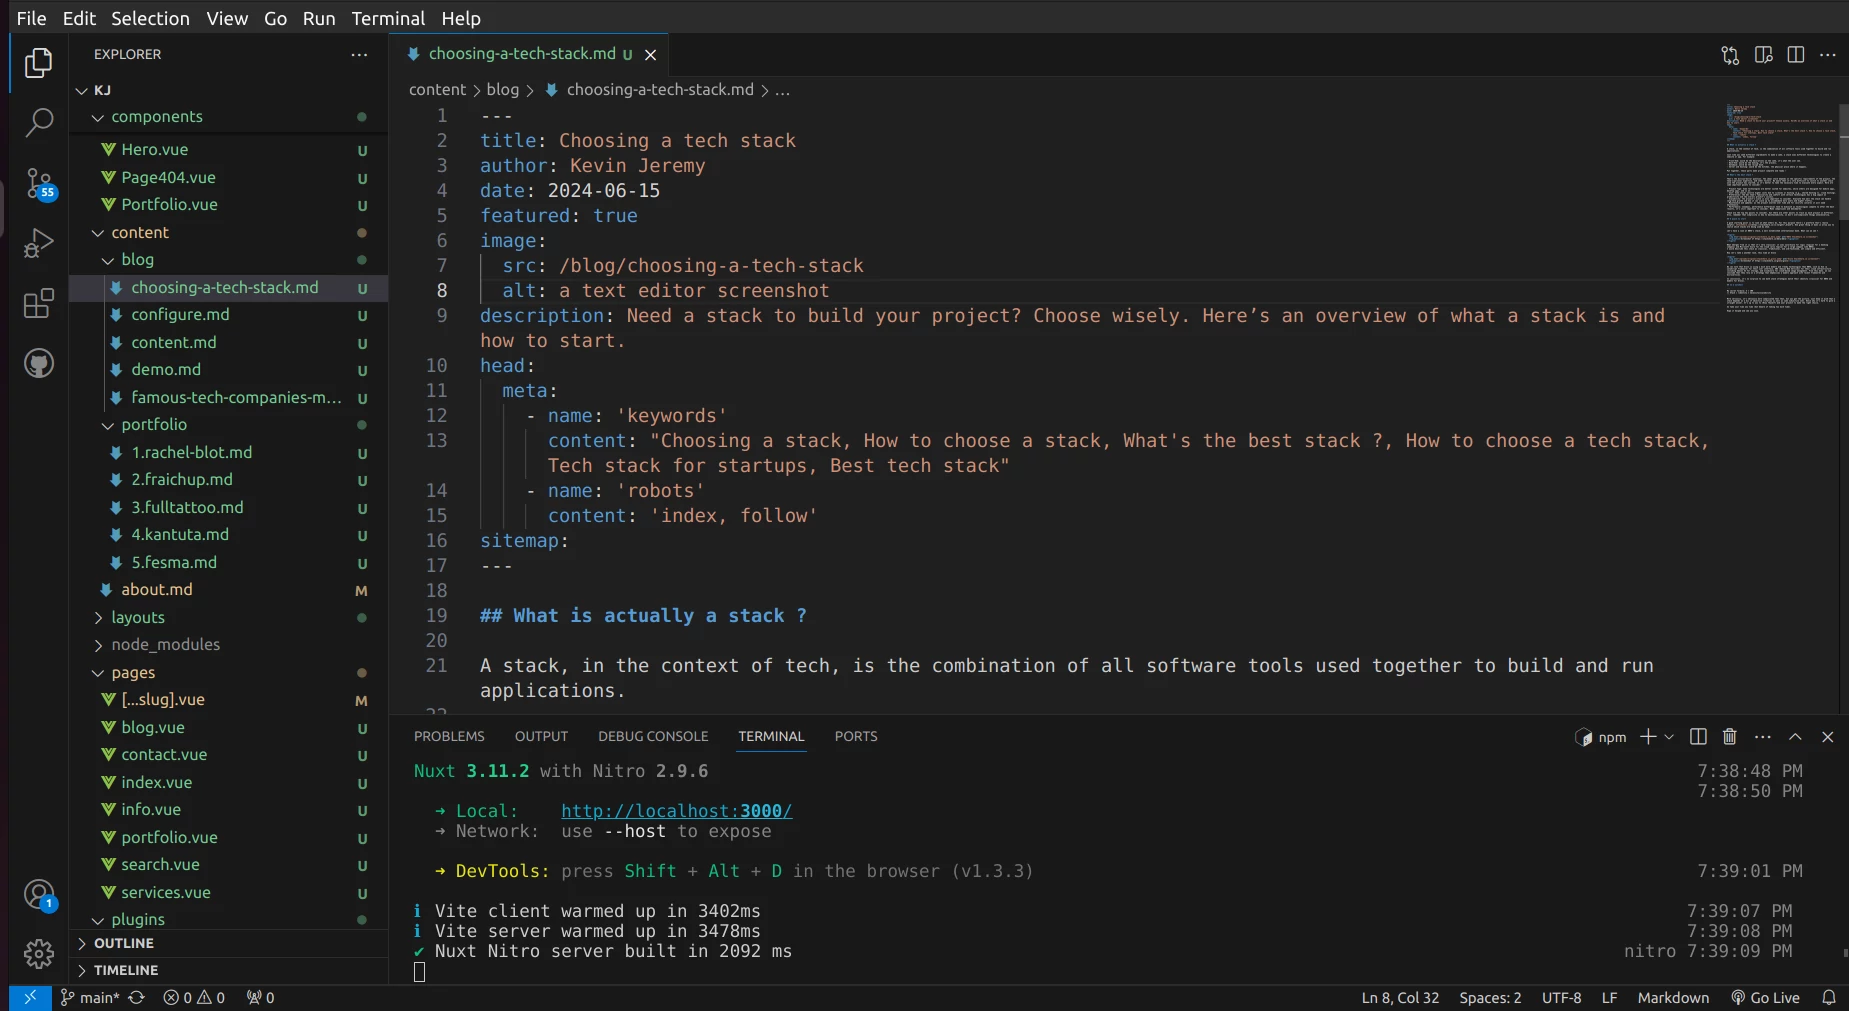 File Edit Selection View Go Run Terminal Help
EXPLORER
KJ
components
Hero.vue U
Page404.vue U
Portfolio.vue U
content
blog
choosing-a-tech-stack.md U
configure.md U
content.md U
demo.md U
famous-tech-companies-m... U
portfolio
1.rachel-blot.md U
2.fraichup.md U
3.fulltattoo.md U
4.kantuta.md U
5.fesma.md U
about.md M
layouts
node_modules
pages
[...slug].vue M
blog.vue U
contact.vue U
index.vue U
info.vue U
portfolio.vue U
search.vue U
services.vue U
plugins
OUTLINE
TIMELINE
55
1
choosing-a-tech-stack.md U
content > blog > choosing-a-tech-stack.md > ...
1 ---
2 title: Choosing a tech stack
3 author: Kevin Jeremy
4 date: 2024-06-15
5 featured: true
6 image:
7 src: /blog/choosing-a-tech-stack
8 alt: a text editor screenshot
9 description: Need a stack to build your project? Choose wisely. Here’s an overview of what a stack is and
how to start.
10 head:
11 meta:
12 - name: 'keywords'
13 content: "Choosing a stack, How to choose a stack, What's the best stack ?, How to choose a tech stack,
Tech stack for startups, Best tech stack"
14 - name: 'robots'
15 content: 'index, follow'
16 sitemap:
17 ---
18
19 ## What is actually a stack ?
20
21 A stack, in the context of tech, is the combination of all software tools used together to build and run
applications.
22
PROBLEMS OUTPUT DEBUG CONSOLE TERMINAL PORTS
npm
Nuxt 3.11.2 with Nitro 2.9.6 7:38:48 PM
7:38:50 PM
➜ Local: http://localhost:3000/
➜ Network: use --host to expose
➜ DevTools: press Shift + Alt + D in the browser (v1.3.3) 7:39:01 PM
ℹ Vite client warmed up in 3402ms 7:39:07 PM
ℹ Vite server warmed up in 3478ms 7:39:08 PM
✔ Nuxt Nitro server built in 2092 ms nitro 7:39:09 PM
main* 0 0 0
Ln 8, Col 32 Spaces: 2 UTF-8 LF Markdown Go Live